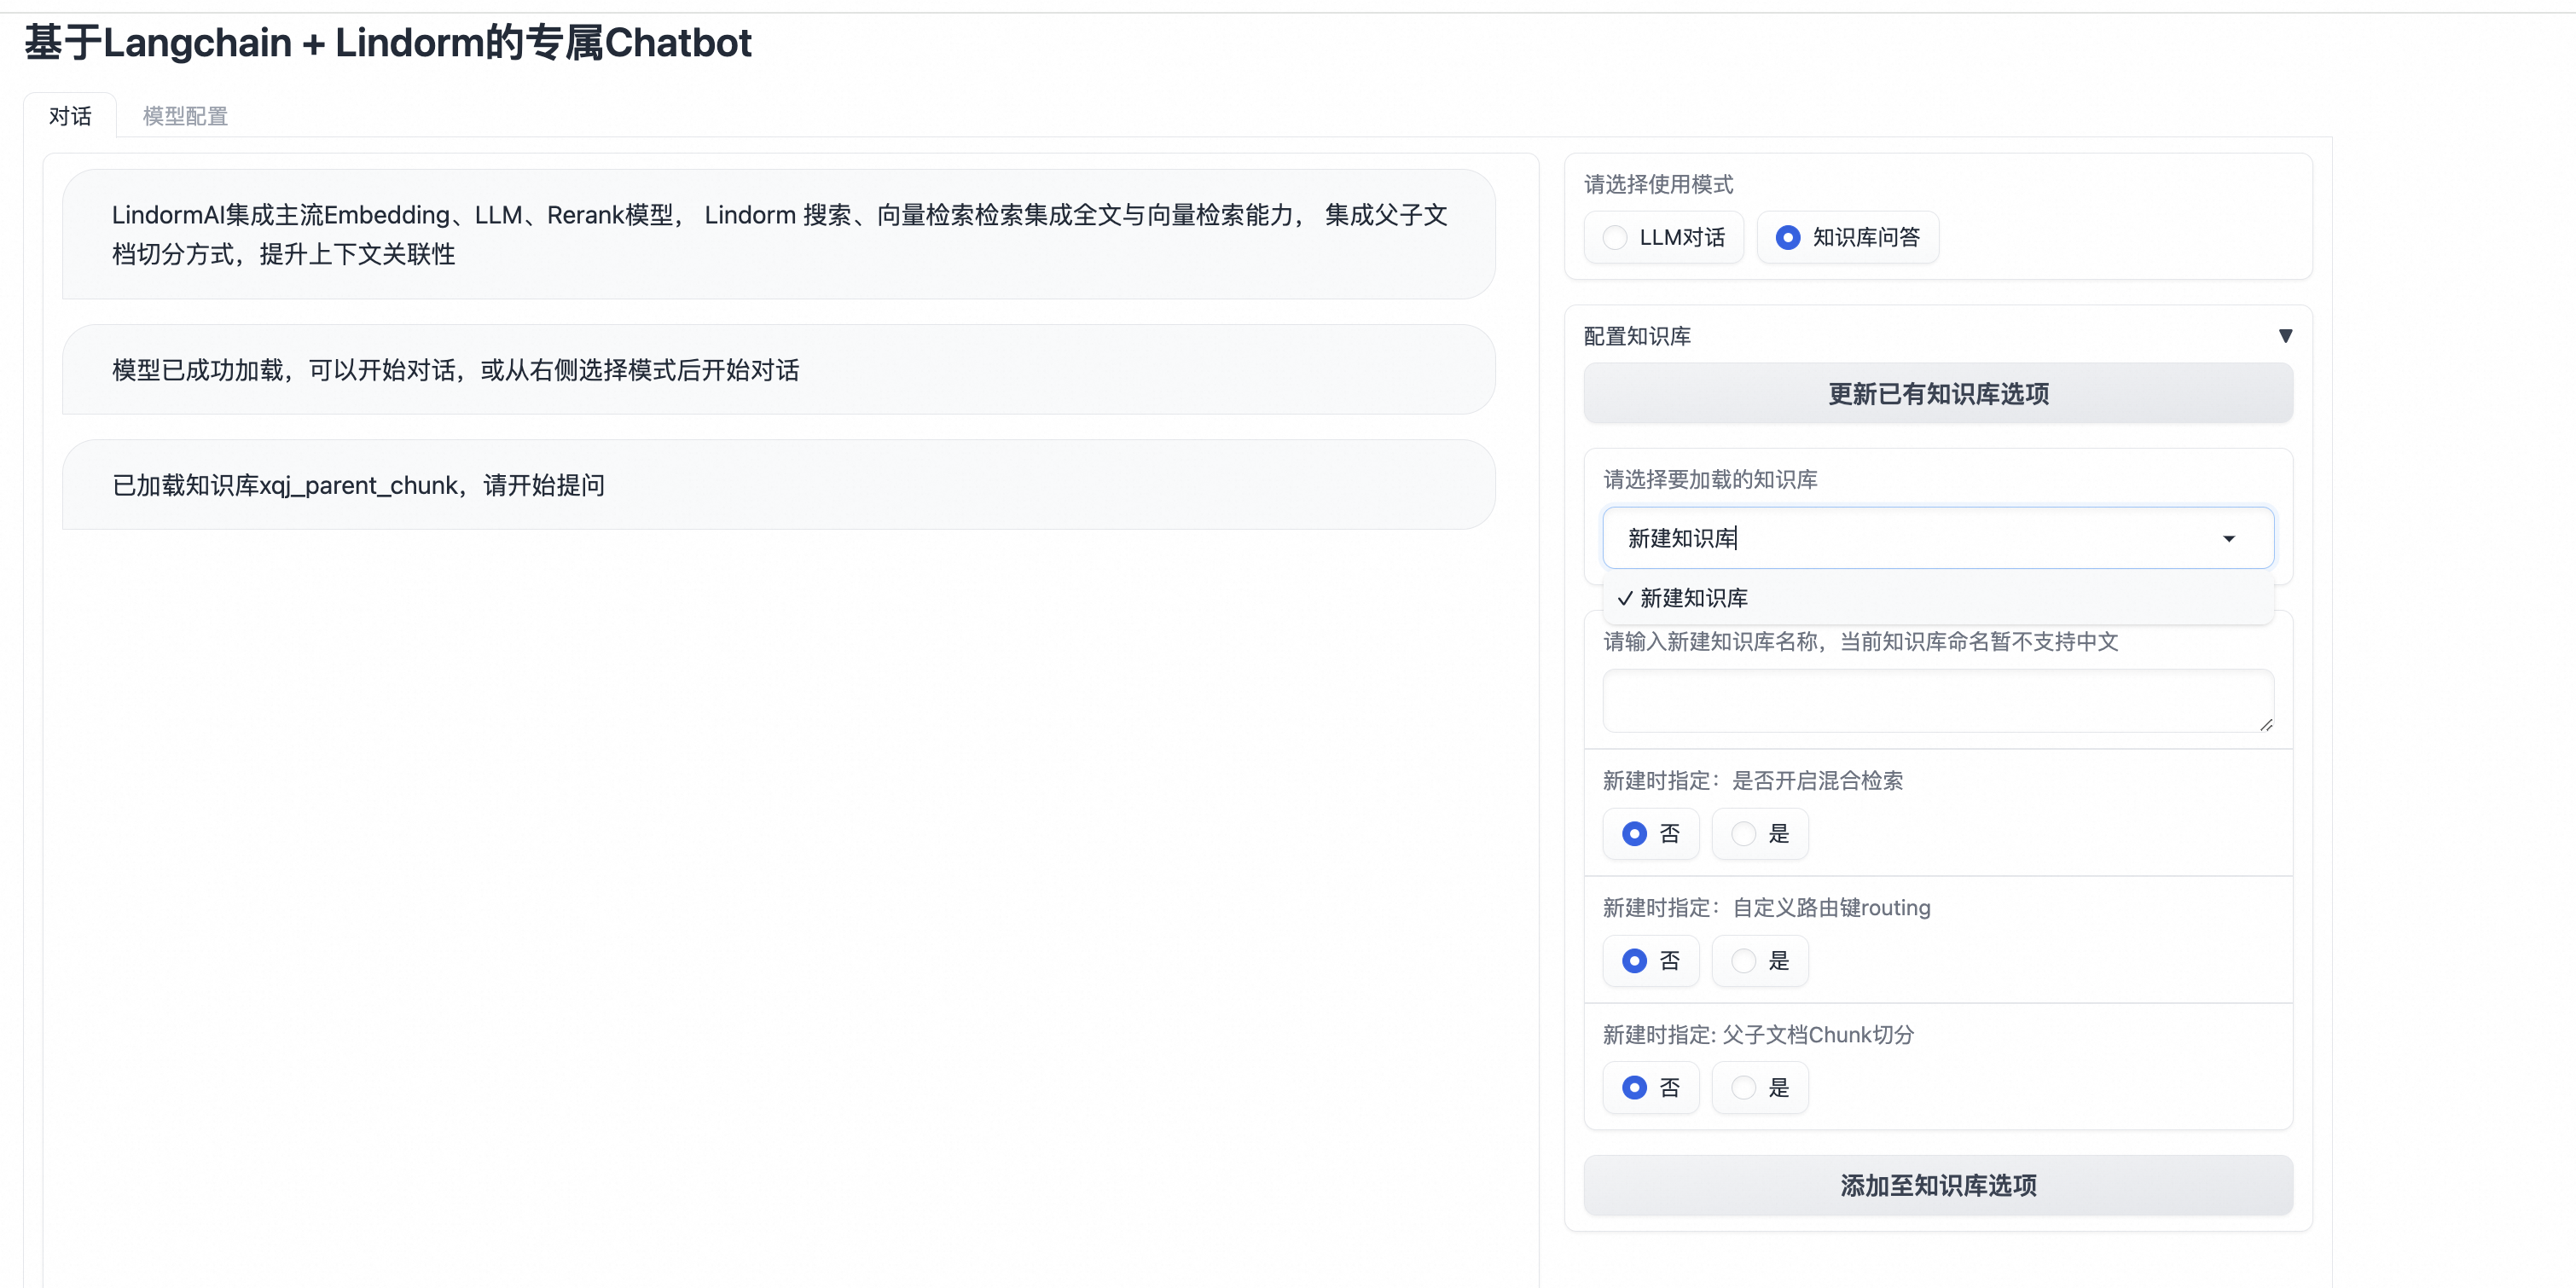 基于Langchain + Lindorm的专属Chatbot
对话
模型配置
LindormAI集成主流Embedding、LLM、Rerank模型， Lindorm 搜索、向量检索检索集成全文与向量检索能力， 集成父子文
档切分方式，提升上下文关联性
模型已成功加载，可以开始对话，或从右侧选择模式后开始对话
已加载知识库xqj_parent_chunk，请开始提问
请选择使用模式
LLM对话
知识库问答
配置知识库
更新已有知识库选项
请选择要加载的知识库
新建知识库
✓ 新建知识库
请输入新建知识库名称，当前知识库命名暂不支持中文
新建时指定：是否开启混合检索
否
是
新建时指定：自定义路由键routing
否
是
新建时指定: 父子文档Chunk切分
否
是
添加至知识库选项